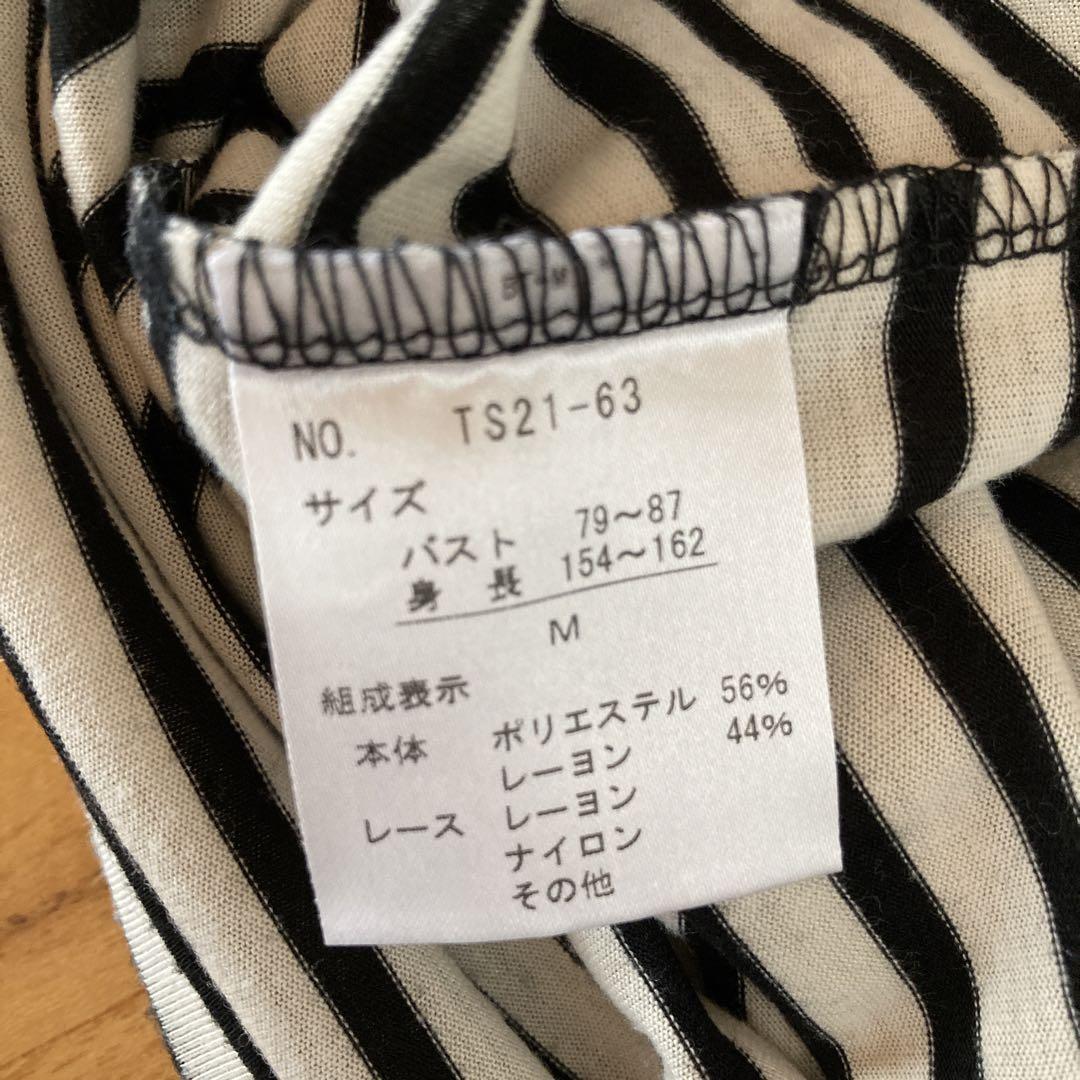 NO. TS21-63
サイズ
バスト 79～87
身長 154～162
M
組成表示
本体 ポリエステル 56%
レーヨン 44%
レース レーヨン
ナイロン
その他